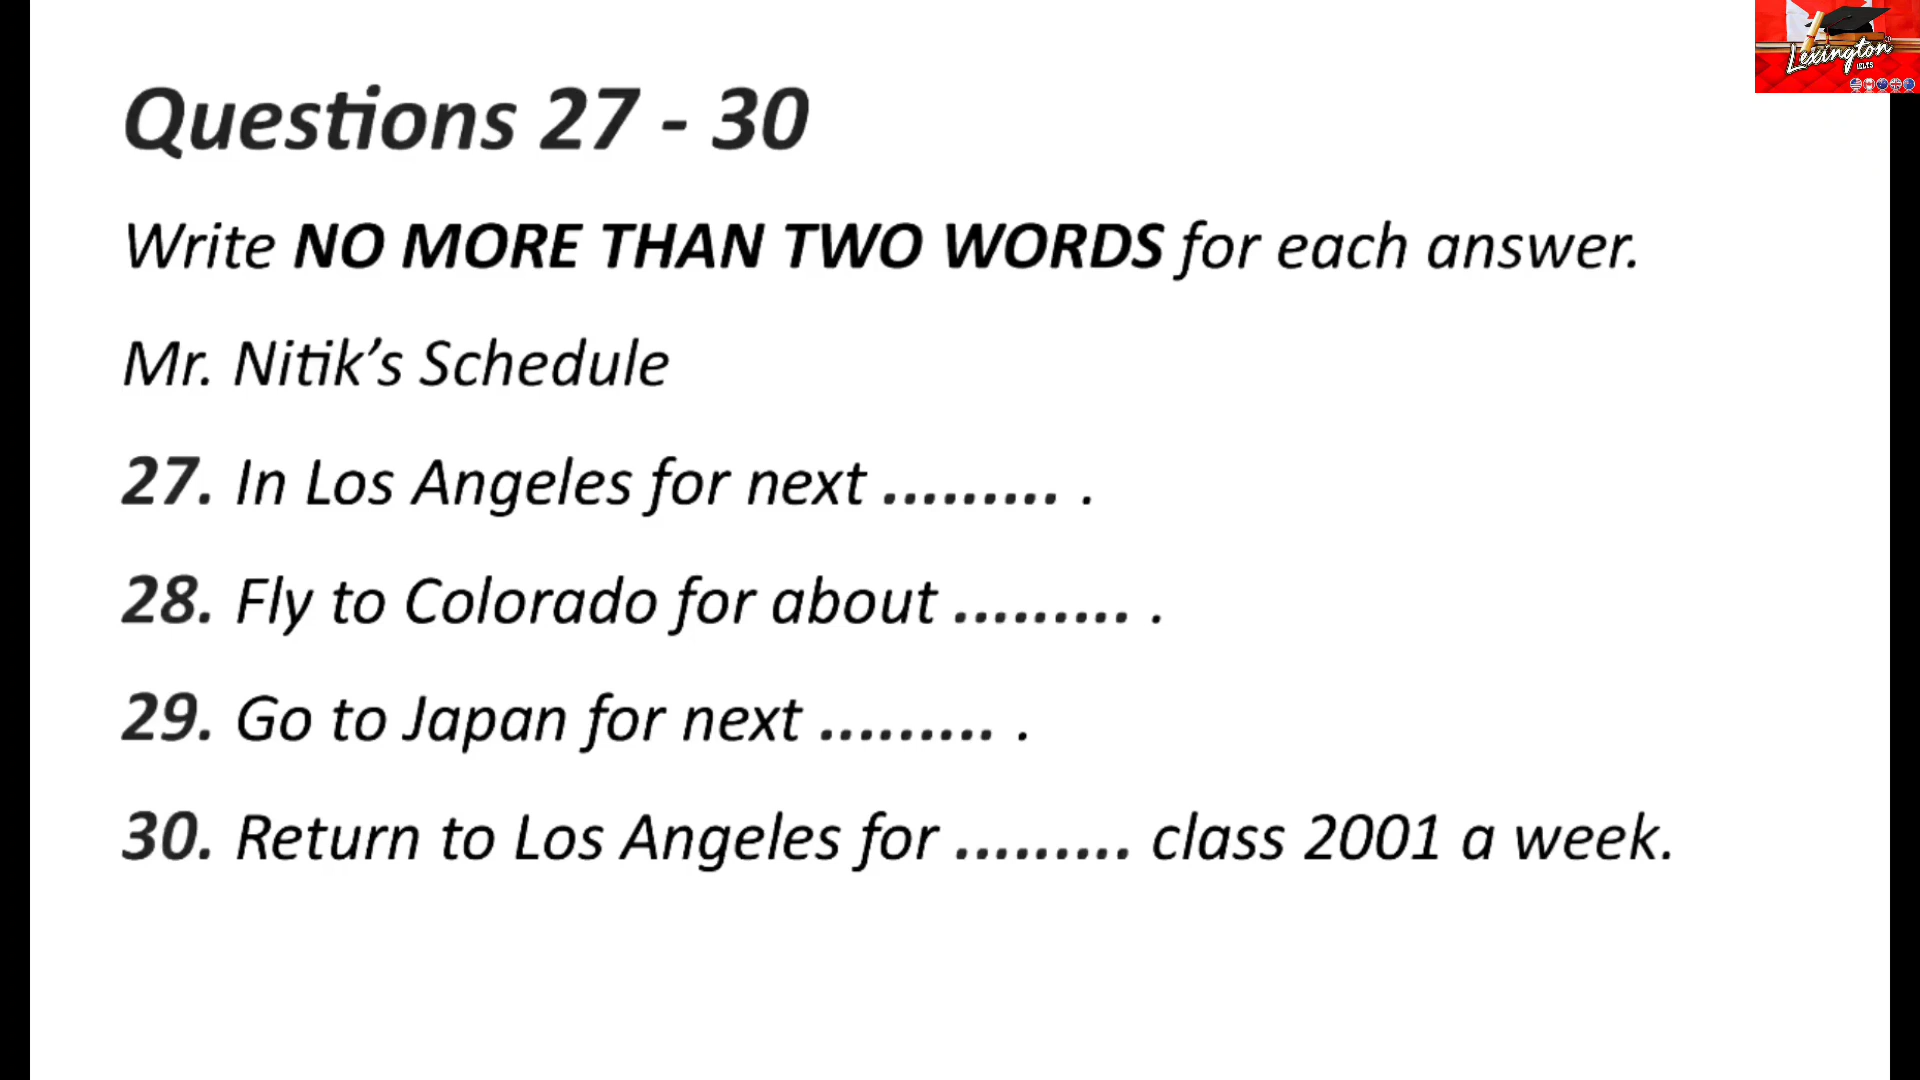 Lexington
IELTS
Questions 27 - 30
Write NO MORE THAN TWO WORDS for each answer.
Mr. Nitik’s Schedule
27. In Los Angeles for next ......... .
28. Fly to Colorado for about ......... .
29. Go to Japan for next ......... .
30. Return to Los Angeles for ......... class 2001 a week.